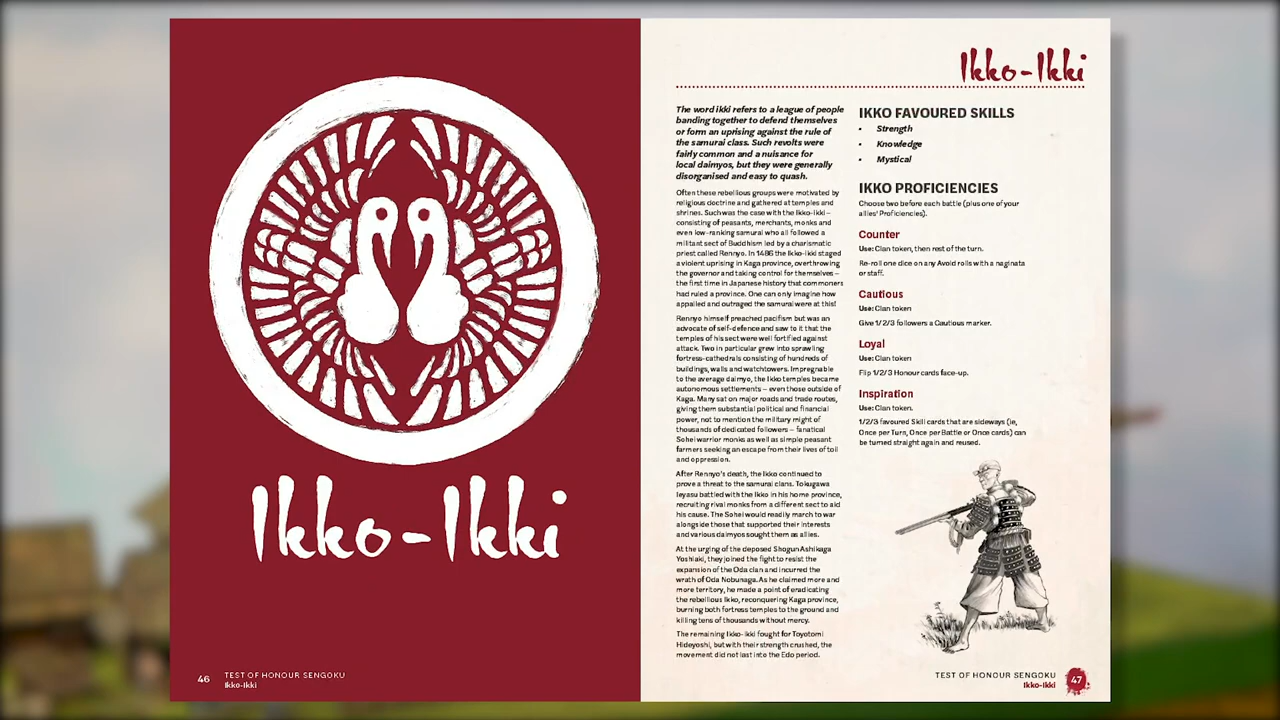 Ikko-Ikki
46
TEST OF HONOUR SENGOKU
Ikko-Ikki
Ikko-Ikki
The word ikki refers to a league of people
banding together to defend themselves
or form an uprising against the rule of
the samurai class. Such revolts were
fairly common and a nuisance for
local daimyos, but they were generally
disorganised and easy to quash.
Often these rebellious groups were motivated by
religious doctrine and gathered at temples and
shrines. Such was the case with the Ikko-Ikki –
consisting of peasants, merchants, monks and
even low-ranking samurai who all followed a
militant sect of Buddhism led by a charismatic
priest called Rennyo. In 1486 the Ikko-Ikki staged
a violent uprising in Kaga province, overthrowing
the governor and taking control for themselves –
the first time in Japanese history that commoners
had ruled a province. One can only imagine how
appalled and outraged the samurai were at this!
Rennyo himself preached pacifism but was an
advocate of self-defence and saw to it that the
temples of his sect were well fortified against
attack. Two in particular grew into sprawling
fortress-cathedrals consisting of hundreds of
buildings, walls and watchtowers. Impregnable
to the average daimyo, the Ikko temples became
autonomous settlements – even those outside of
Kaga. Many sat on major roads and trade routes,
giving them substantial political and financial
power, not to mention the military might of
thousands of dedicated followers – fanatical
Sohei warrior monks as well as simple peasant
farmers seeking an escape from their lives of toil
and oppression.
After Rennyo's death, the Ikko continued to
prove a threat to the samurai clans. Tokugawa
Ieyasu battled with the Ikko in his home province,
recruiting rival monks from a different sect to aid
his cause. The Sohei would readily march to war
alongside those that supported their interests
and various daimyos sought them as allies.
At the urging of the deposed Shogun Ashikaga
Yoshiaki, they joined the fight to resist the
expansion of the Oda clan and incurred the
wrath of Oda Nobunaga. As he claimed more and
more territory, he made a point of eradicating
the rebellious Ikko, reconquering Kaga province,
burning both fortress temples to the ground and
killing tens of thousands without mercy.
The remaining Ikko-Ikki fought for Toyotomi
Hideyoshi, but with their strength crushed, the
movement did not last into the Edo period.
IKKO FAVOURED SKILLS
• Strength
• Knowledge
• Mystical
IKKO PROFICIENCIES
Choose two before each battle (plus one of your
allies' Proficiencies).
Counter
Use: Clan token, then rest of the turn.
Re-roll one dice on any Avoid rolls with a naginata
or staff.
Cautious
Use: Clan token
Give 1/2/3 followers a Cautious marker.
Loyal
Use: Clan token
Flip 1/2/3 Honour cards face-up.
Inspiration
Use: Clan token.
1/2/3 favoured Skill cards that are sideways (ie,
Once per Turn, Once per Battle or Once cards) can
be turned straight again and reused.
TEST OF HONOUR SENGOKU
Ikko-Ikki
47